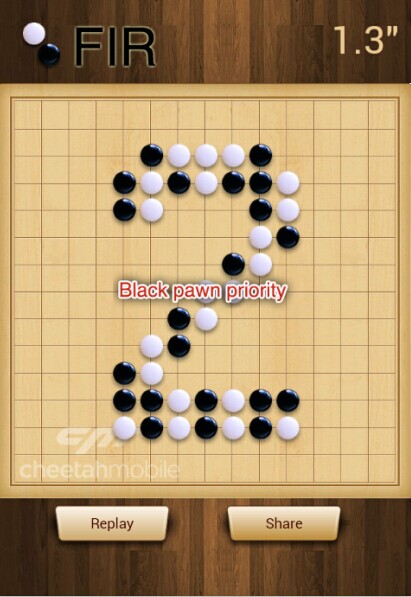 FIR
1.3"
Black pawn priority
cheetahmobile
Replay
Share